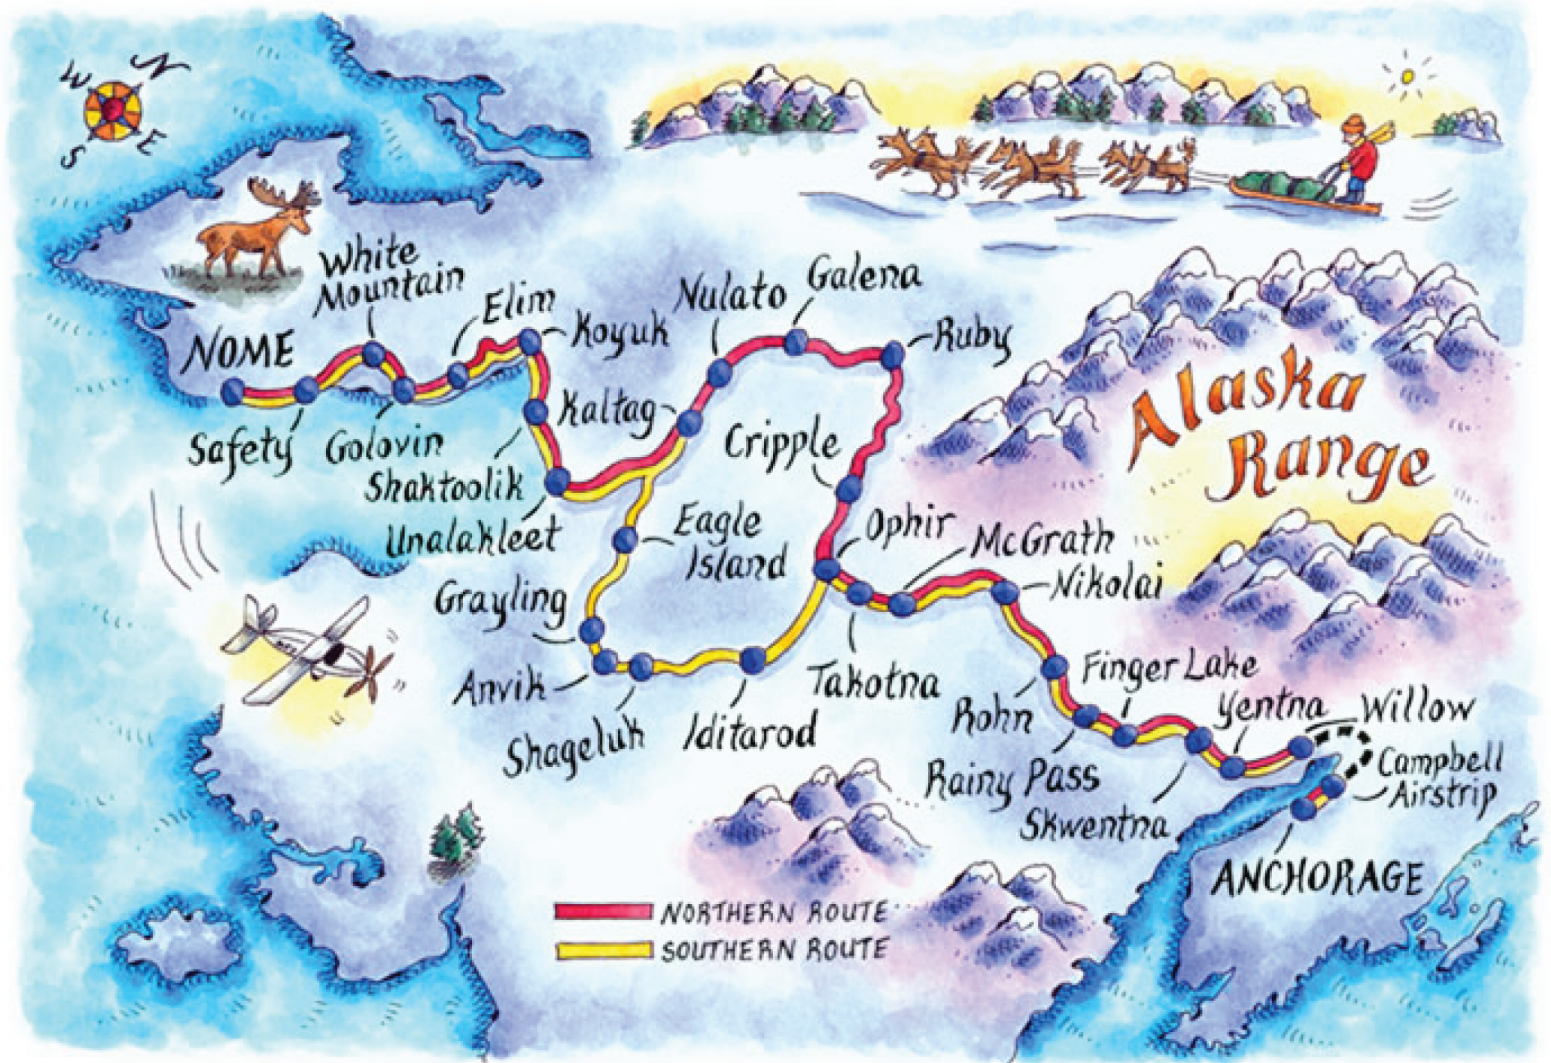 N
W
E
S
White
Mountain
Elim
Koyuk
Nulato
Galena
Ruby
NOME
Kaltag
Cripple
Alaska
Range
Safety
Golovin
Shaktoolik
Unalakleet
Eagle
Island
Ophir
McGrath
Nikolai
Grayling
Anvik
Shageluk
Iditarod
Takotna
Rohn
Finger Lake
Yentna
Willow
Rainy Pass
Skwentna
Campbell
Airstrip
ANCHORAGE
NORTHERN ROUTE
SOUTHERN ROUTE